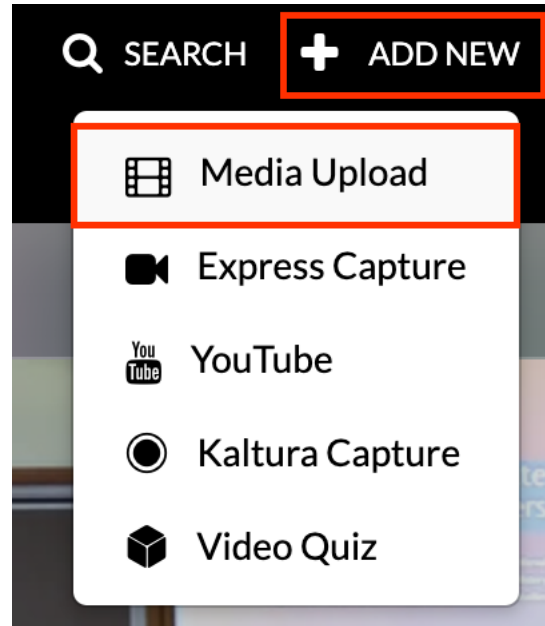 SEARCH ADD NEW
Media Upload
Express Capture
You
Tube
YouTube
Kaltura Capture
Video Quiz